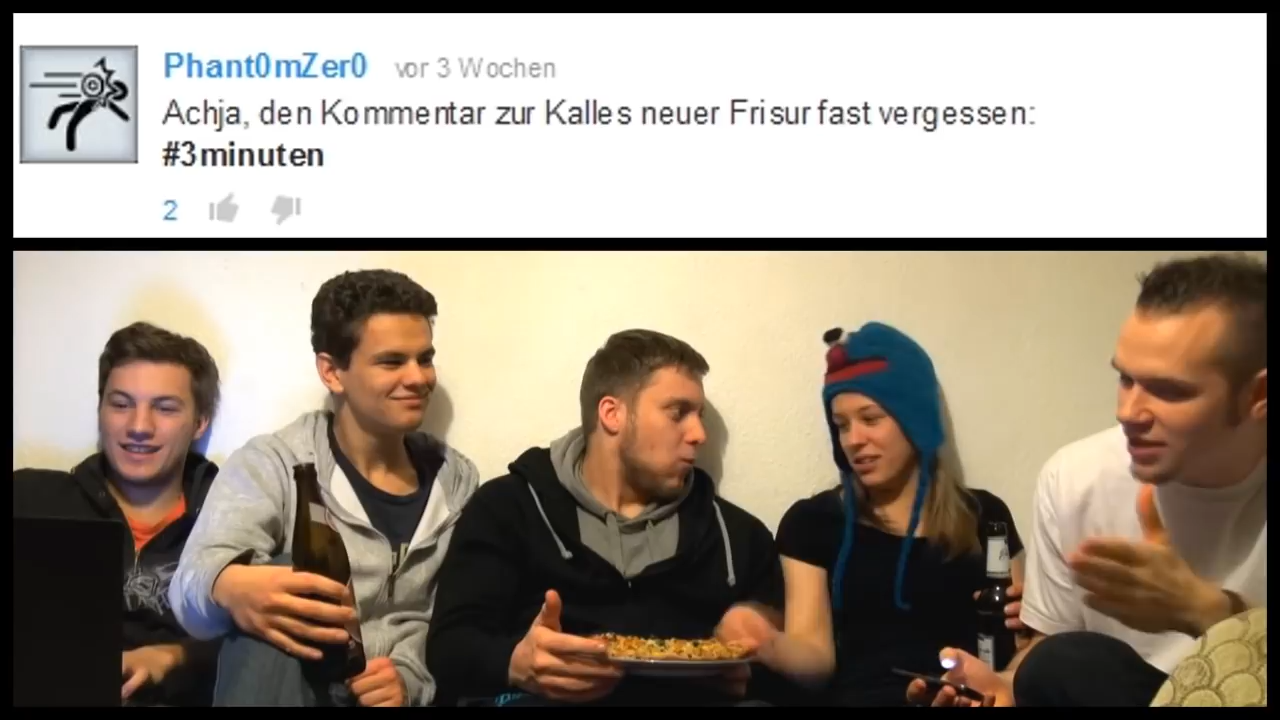 Phant0mZer0 vor 3 Wochen
Achja, den Kommentar zur Kalles neuer Frisur fast vergessen:
#3minuten
2